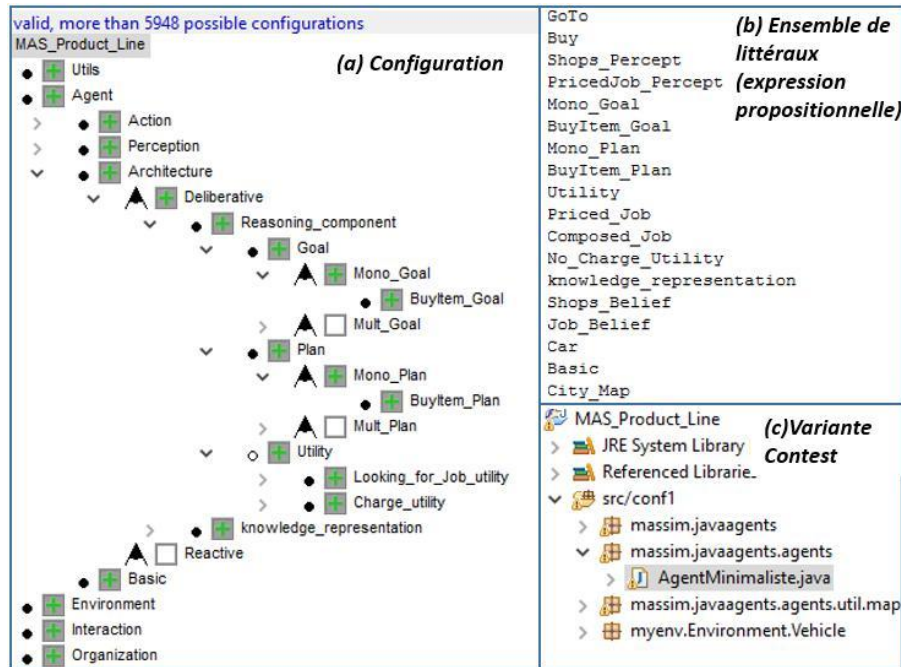 valid, more than 5948 possible configurations
MAS_Product_Line
(a) Configuration
Utils
Agent
Action
Perception
Architecture
Deliberative
Reasoning_component
Goal
Mono_Goal
BuyItem_Goal
Mult_Goal
Plan
Mono_Plan
BuyItem_Plan
Mult_Plan
Utility
Looking_for_Job_utility
Charge_utility
knowledge_representation
Reactive
Basic
Environment
Interaction
Organization
(b) Ensemble de
littéraux
(expression
propositionnelle)
GoTo
Buy
Shops_Percept
PricedJob_Percept
Mono_Goal
BuyItem_Goal
Mono_Plan
BuyItem_Plan
Utility
Priced_Job
Composed_Job
No_Charge_Utility
knowledge_representation
Shops_Belief
Job_Belief
Car
Basic
City_Map
(c)Variante
Contest
MAS_Product_Line
JRE System Library
Referenced Librarie
src/conf1
massim.javaagents
massim.javaagents.agents
AgentMinimaliste.java
massim.javaagents.agents.util.map
myenv.Environment.Vehicle